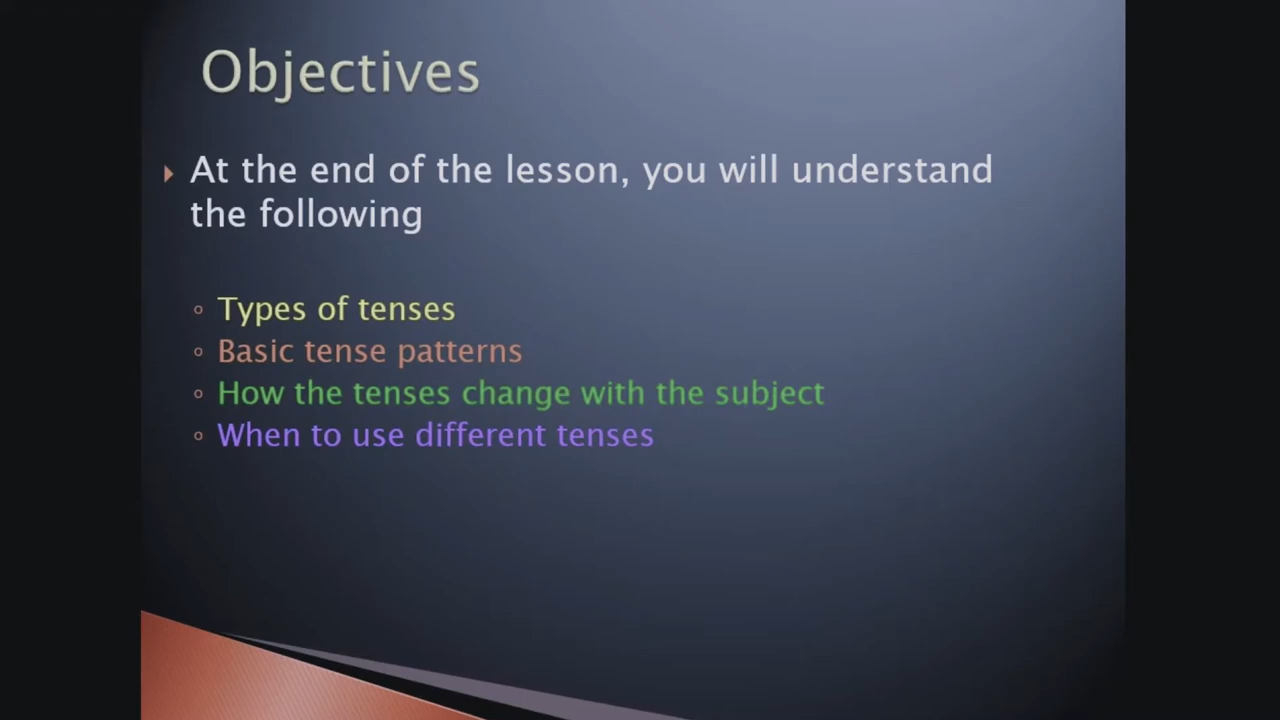 Objectives
At the end of the lesson, you will understand
the following
Types of tenses
Basic tense patterns
How the tenses change with the subject
When to use different tenses